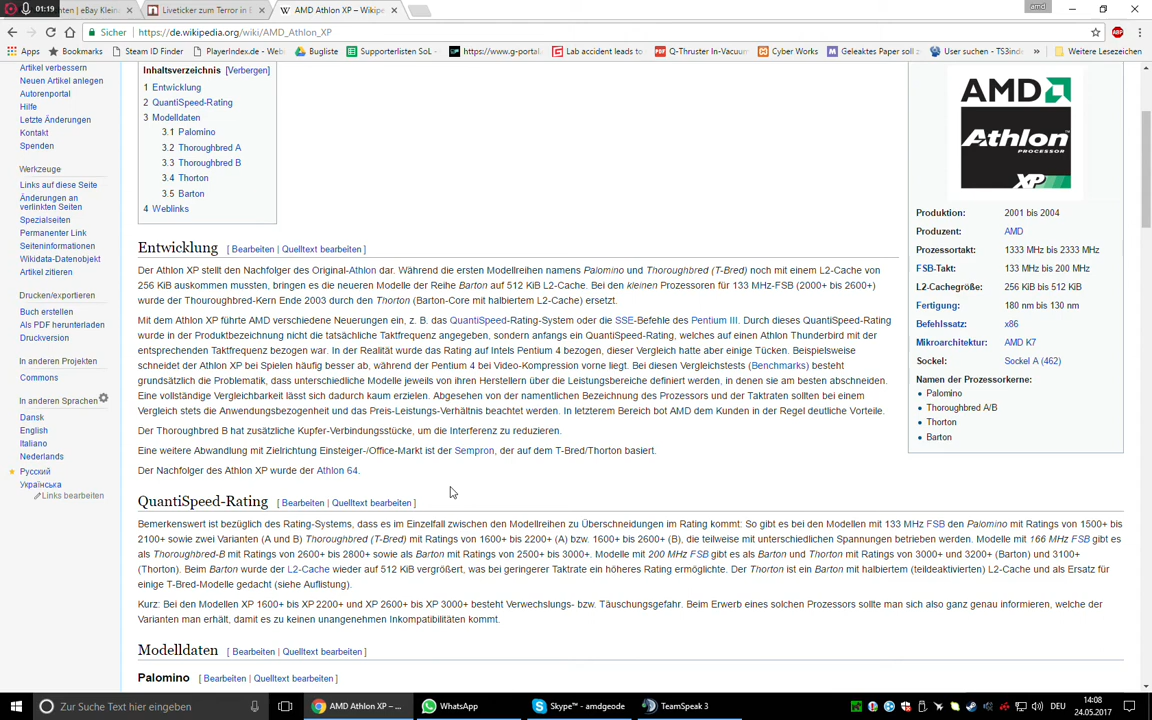 01:19
nten | eBay Klein
Liveticker zum Terror in E
AMD Athlon XP – Wikipe
amd
Sicher | https://de.wikipedia.org/wiki/AMD_Athlon_XP
Apps
Bookmarks
Steam ID Finder
PlayerIndex.de - Web
Bugliste
Supporterlisten SoL -
https://www.g-portal.
Lab accident leads to
Q-Thruster In-Vacuum
Cyber Works
Geleaktes Paper soll z
User suchen - TS3inde
»
Weitere Lesezeichen
Artikel verbessern
Neuen Artikel anlegen
Autorenportal
Hilfe
Letzte Änderungen
Kontakt
Spenden
Werkzeuge
Links auf diese Seite
Änderungen an
verlinkten Seiten
Spezialseiten
Permanenter Link
Seiteninformationen
Wikidata-Datenobjekt
Artikel zitieren
Drucken/exportieren
Buch erstellen
Als PDF herunterladen
Druckversion
In anderen Projekten
Commons
In anderen Sprachen
Dansk
English
Italiano
Nederlands
Русский
Українська
Links bearbeiten
Inhaltsverzeichnis [Verbergen]
1 Entwicklung
2 QuantiSpeed-Rating
3 Modelldaten
3.1 Palomino
3.2 Thoroughbred A
3.3 Thoroughbred B
3.4 Thorton
3.5 Barton
4 Weblinks
Entwicklung [ Bearbeiten | Quelltext bearbeiten ]
Der Athlon XP stellt den Nachfolger des Original-Athlon dar. Während die ersten Modellreihen namens Palomino und Thoroughbred (T-Bred) noch mit einem L2-Cache von
256 KiB auskommen mussten, bringen es die neueren Modelle der Reihe Barton auf 512 KiB L2-Cache. Bei den kleinen Prozessoren für 133 MHz-FSB (2000+ bis 2600+)
wurde der Thouroughbred-Kern Ende 2003 durch den Thorton (Barton-Core mit halbiertem L2-Cache) ersetzt.
Mit dem Athlon XP führte AMD verschiedene Neuerungen ein, z. B. das QuantiSpeed-Rating-System oder die SSE-Befehle des Pentium III. Durch dieses QuantiSpeed-Rating
wurde in der Produktbezeichnung nicht die tatsächliche Taktfrequenz angegeben, sondern anfangs ein QuantiSpeed-Rating, welches auf einen Athlon Thunderbird mit der
entsprechenden Taktfrequenz bezogen war. In der Realität wurde das Rating auf Intels Pentium 4 bezogen, dieser Vergleich hatte aber einige Tücken. Beispielsweise
schneidet der Athlon XP bei Spielen häufig besser ab, während der Pentium 4 bei Video-Kompression vorne liegt. Bei diesen Vergleichstests (Benchmarks) besteht
grundsätzlich die Problematik, dass unterschiedliche Modelle jeweils von ihren Herstellern über die Leistungsbereiche definiert werden, in denen sie am besten abschneiden.
Eine vollständige Vergleichbarkeit lässt sich dadurch kaum erzielen. Abgesehen von der namentlichen Bezeichnung des Prozessors und der Taktraten sollten bei einem
Vergleich stets die Anwendungsbezogenheit und das Preis-Leistungs-Verhältnis beachtet werden. In letzterem Bereich bot AMD dem Kunden in der Regel deutliche Vorteile.
Der Thoroughbred B hat zusätzliche Kupfer-Verbindungsstücke, um die Interferenz zu reduzieren.
Eine weitere Abwandlung mit Zielrichtung Einsteiger-/Office-Markt ist der Sempron, der auf dem T-Bred/Thorton basiert.
Der Nachfolger des Athlon XP wurde der Athlon 64.
QuantiSpeed-Rating [ Bearbeiten | Quelltext bearbeiten ]
Bemerkenswert ist bezüglich des Rating-Systems, dass es im Einzelfall zwischen den Modellreihen zu Überschneidungen im Rating kommt: So gibt es bei den Modellen mit 133 MHz FSB den Palomino mit Ratings von 1500+ bis
2100+ sowie zwei Varianten (A und B) Thoroughbred (T-Bred) mit Ratings von 1600+ bis 2200+ (A) bzw. 1600+ bis 2600+ (B), die teilweise mit unterschiedlichen Spannungen betrieben werden. Modelle mit 166 MHz FSB gibt es
als Thoroughbred-B mit Ratings von 2600+ bis 2800+ sowie als Barton mit Ratings von 2500+ bis 3000+. Modelle mit 200 MHz FSB gibt es als Barton und Thorton mit Ratings von 3000+ und 3200+ (Barton) und 3100+
(Thorton). Beim Barton wurde der L2-Cache wieder auf 512 KiB vergrößert, was bei geringerer Taktrate ein höheres Rating ermöglichte. Der Thorton ist ein Barton mit halbiertem (teildeaktivierten) L2-Cache und als Ersatz für
einige T-Bred-Modelle gedacht (siehe Auflistung).
Kurz: Bei den Modellen XP 1600+ bis XP 2200+ und XP 2600+ bis XP 3000+ besteht Verwechslungs- bzw. Täuschungsgefahr. Beim Erwerb eines solchen Prozessors sollte man sich also ganz genau informieren, welche der
Varianten man erhält, damit es zu keinen unangenehmen Inkompatibilitäten kommt.
Modelldaten [ Bearbeiten | Quelltext bearbeiten ]
Palomino [ Bearbeiten | Quelltext bearbeiten ]
AMD
Athlon
PROCESSOR
XP
Produktion: 2001 bis 2004
Produzent: AMD
Prozessortakt: 1333 MHz bis 2333 MHz
FSB-Takt: 133 MHz bis 200 MHz
L2-Cachegröße: 256 KiB bis 512 KiB
Fertigung: 180 nm bis 130 nm
Befehlssatz: x86
Mikroarchitektur: AMD K7
Sockel: Sockel A (462)
Namen der Prozessorkerne:
Palomino
Thoroughbred A/B
Thorton
Barton
Zur Suche Text hier eingeben
AMD Athlon XP – ...
WhatsApp
Skype™ - amdgeode
TeamSpeak 3
DEU
14:08
24.05.2017